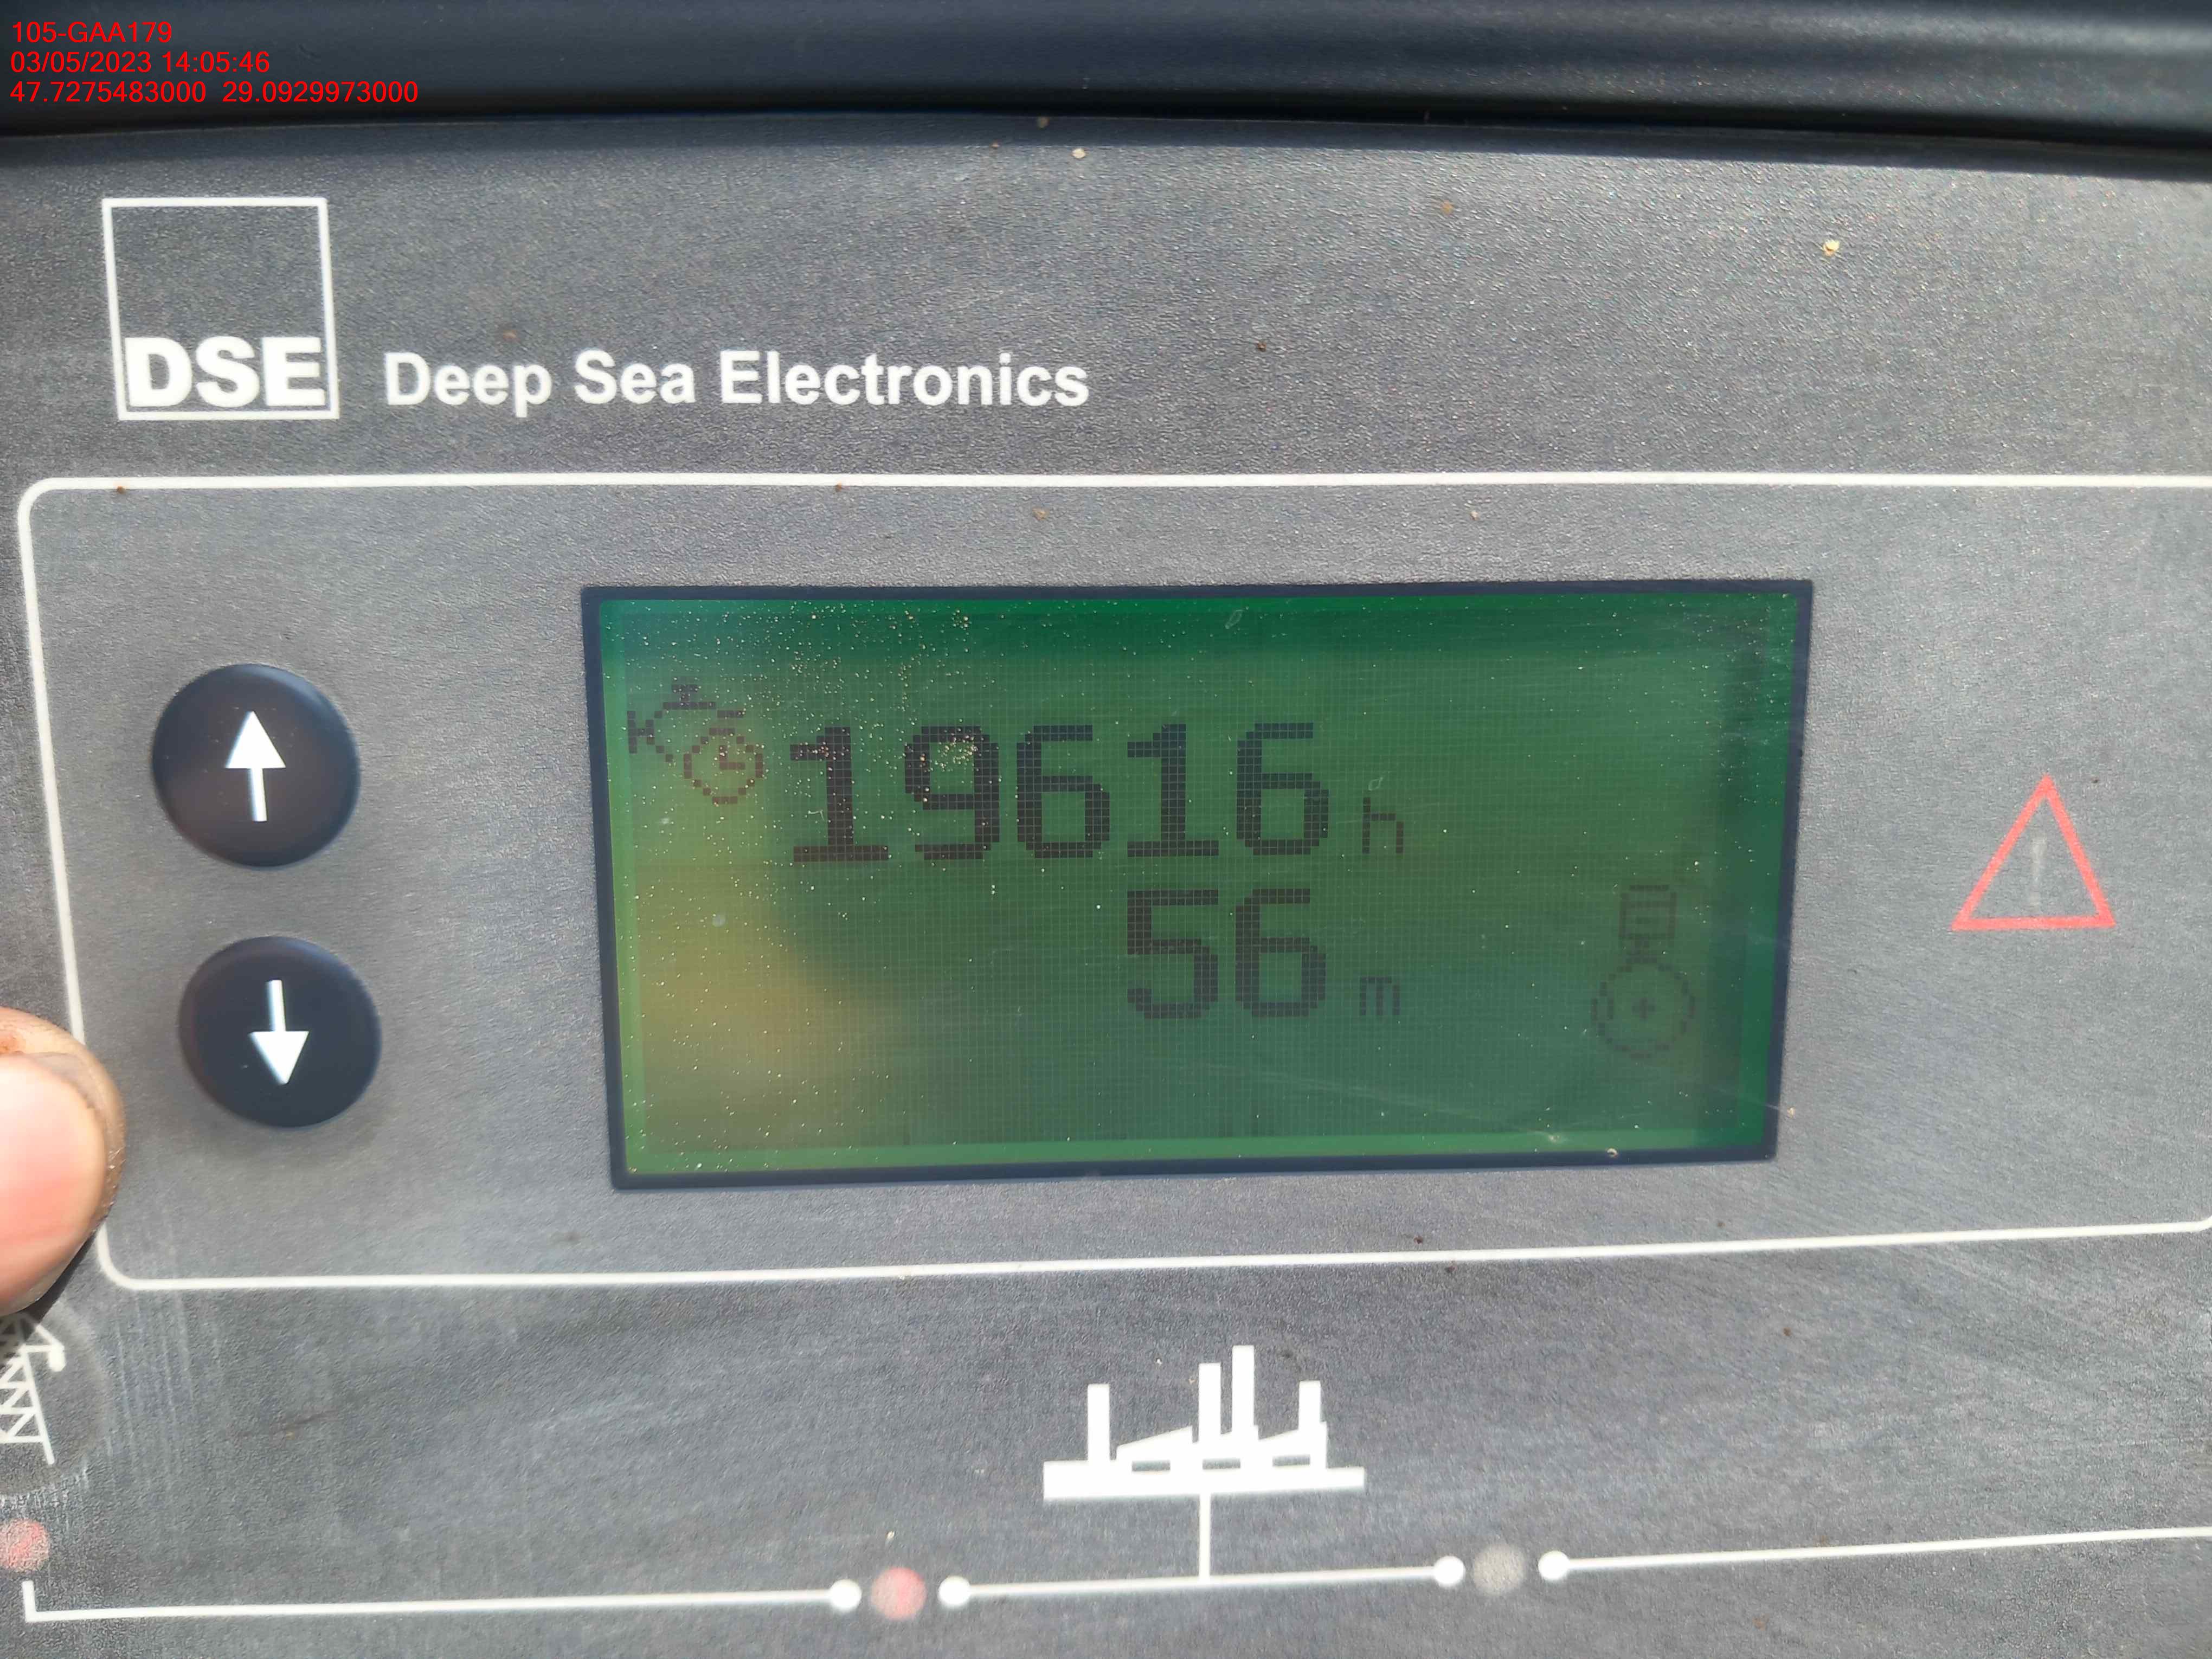 105-GAA179
03/05/2023 14:05:46
47.7275483000 29.0929973000
DSE Deep Sea Electronics
19616 h
56 m